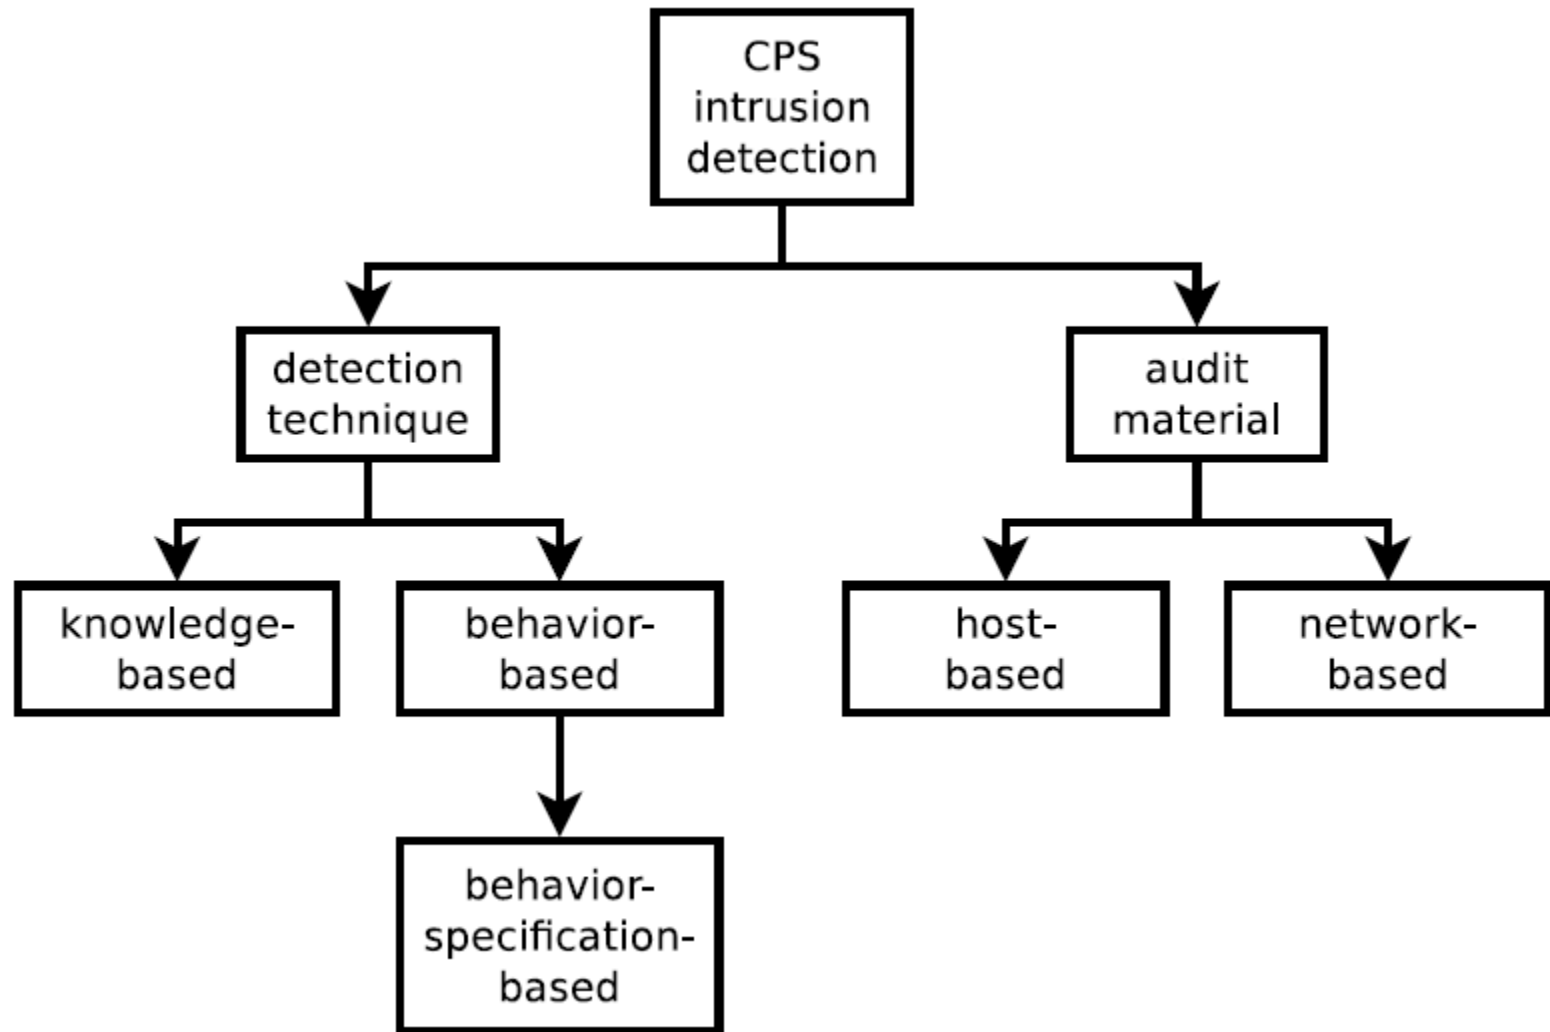 CPS
intrusion
detection
detection
technique
audit
material
knowledge-
based
behavior-
based
host-
based
network-
based
behavior-
specification-
based